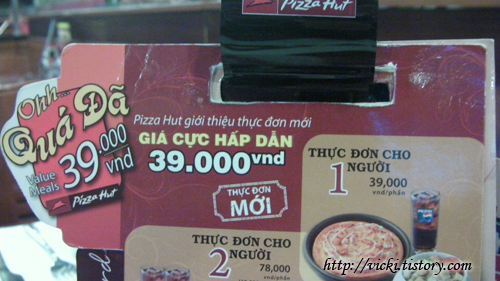 Pizza Hut
Ohh...
Quá Đã
Value
Meals 39.000
vnd
Pizza Hut
Pizza Hut giới thiệu thực đơn mới
GIÁ CỰC HẤP DẪN
39.000vnd
THỰC ĐƠN
MỚI
THỰC ĐƠN CHO
1 NGƯỜI
39,000
vnd/phần
THỰC ĐƠN CHO
2 NGƯỜI
78,000
vnd/phần
http://vicki.tistory.com